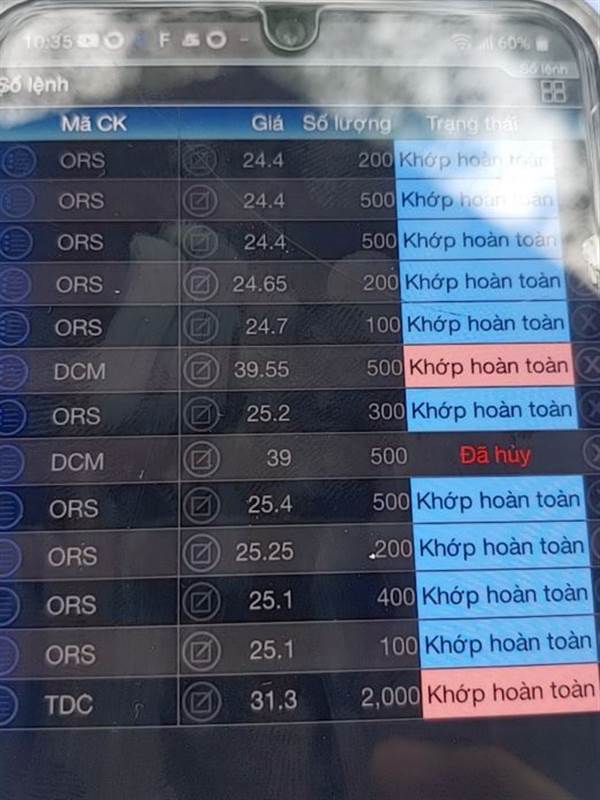 10:35 F 60%
Sổ lệnh
Sổ lệnh
Mã CK Giá Số lượng Trạng thái
ORS 24.4 200 Khớp hoàn toàn
ORS 24.4 500 Khớp hoàn toàn
ORS 24.4 500 Khớp hoàn toàn
ORS 24.65 200 Khớp hoàn toàn
ORS 24.7 100 Khớp hoàn toàn
DCM 39.55 500 Khớp hoàn toàn
ORS 25.2 300 Khớp hoàn toàn
DCM 39 500 Đã hủy
ORS 25.4 500 Khớp hoàn toàn
ORS 25.25 200 Khớp hoàn toàn
ORS 25.1 400 Khớp hoàn toàn
ORS 25.1 100 Khớp hoàn toàn
TDC 31.3 2,000 Khớp hoàn toàn